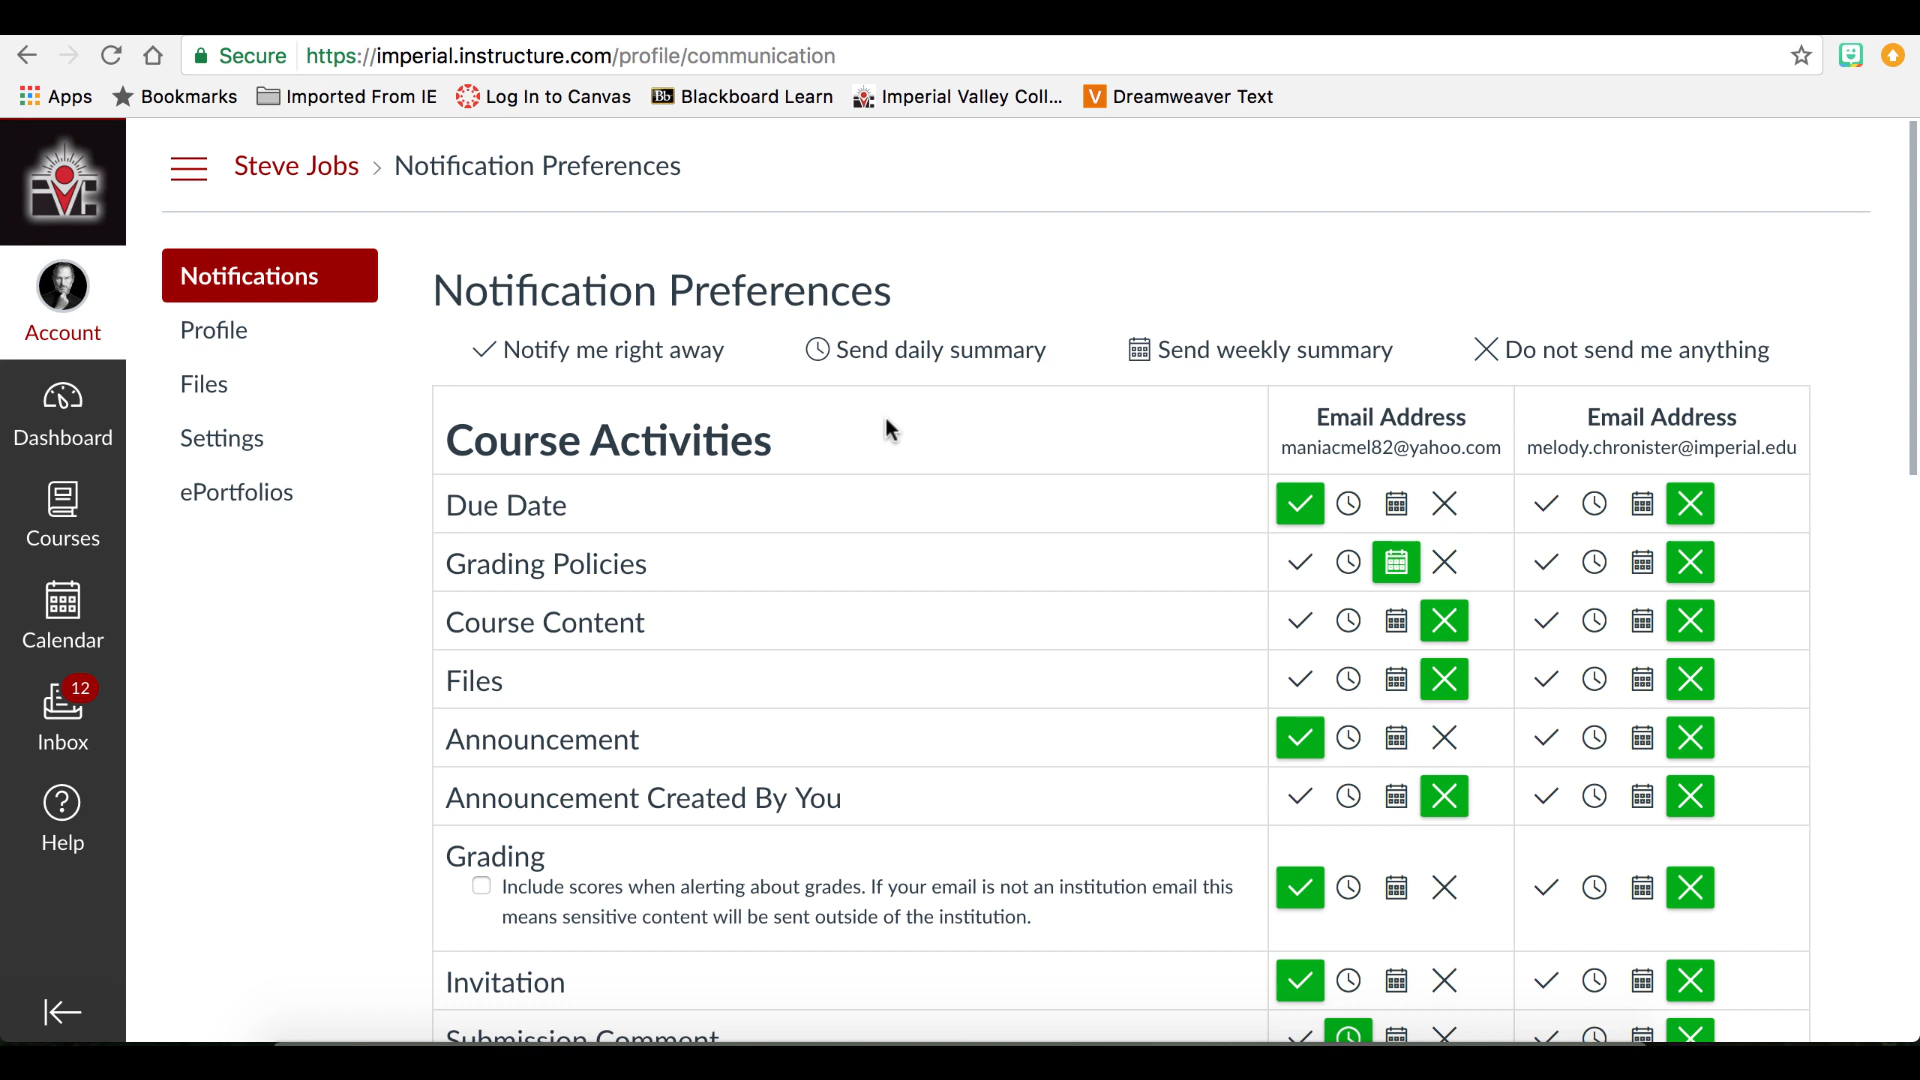 Secure https://imperial.instructure.com/profile/communication
Apps Bookmarks Imported From IE Log In to Canvas Bb Blackboard Learn Imperial Valley Coll... V Dreamweaver Text
Steve Jobs > Notification Preferences
Account
Dashboard
Courses
Calendar
12
Inbox
Help
Notifications
Profile
Files
Settings
ePortfolios
Notification Preferences
Notify me right away Send daily summary Send weekly summary Do not send me anything
Course Activities
Email Address
maniacmel82@yahoo.com
Email Address
melody.chronister@imperial.edu
Due Date
Grading Policies
Course Content
Files
Announcement
Announcement Created By You
Grading
Include scores when alerting about grades. If your email is not an institution email this
means sensitive content will be sent outside of the institution.
Invitation
Submission Comment